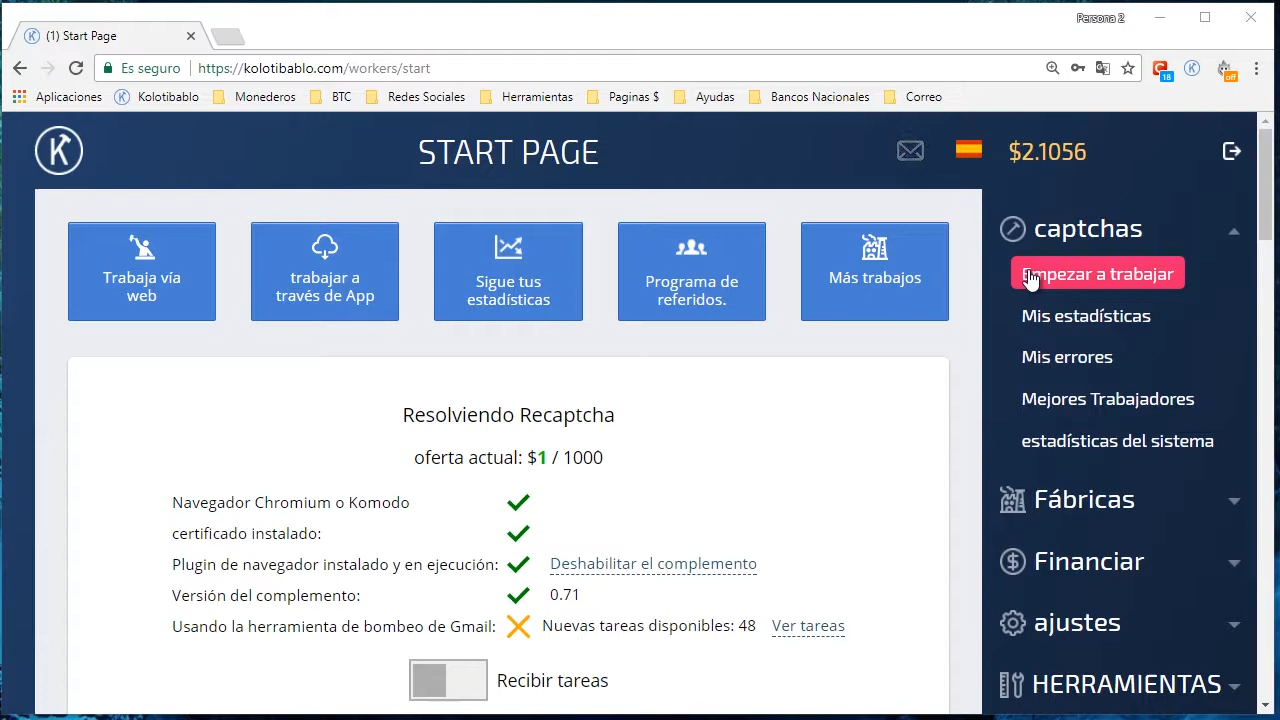 Persona 2
(1) Start Page
Es seguro
https://kolotibablo.com/workers/start
18
off
Aplicaciones
Kolotibablo
Monederos
BTC
Redes Sociales
Herramientas
Paginas $
Ayudas
Bancos Nacionales
Correo
K
START PAGE
$2.1056
Trabaja vía
web
trabajar a
través de App
Sigue tus
estadísticas
Programa de
referidos.
Más trabajos
captchas
Empezar a trabajar
Mis estadísticas
Mis errores
Mejores Trabajadores
estadísticas del sistema
Fábricas
Financiar
ajustes
HERRAMIENTAS
Resolviendo Recaptcha
oferta actual: $1 / 1000
Navegador Chromium o Komodo
certificado instalado:
Plugin de navegador instalado y en ejecución: Deshabilitar el complemento
Versión del complemento: 0.71
Usando la herramienta de bombeo de Gmail: Nuevas tareas disponibles: 48 Ver tareas
Recibir tareas